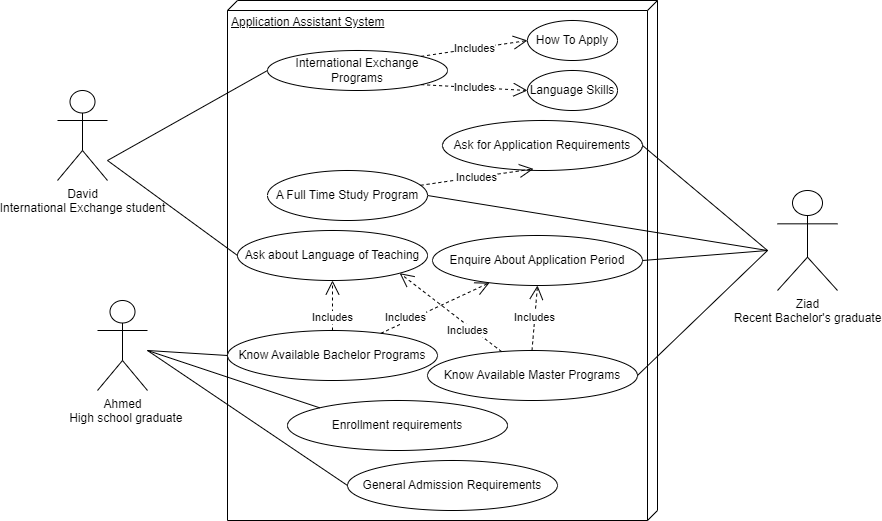 Application Assistant System
How To Apply
Includes
International Exchange
Programs
Includes
Language Skills
Ask for Application Requirements
Includes
A Full Time Study Program
David
International Exchange student
Ask about Language of Teaching
Enquire About Application Period
Ziad
Recent Bachelor's graduate
Includes
Includes
Includes
Includes
Know Available Bachelor Programs
Know Available Master Programs
Ahmed
High school graduate
Enrollment requirements
General Admission Requirements